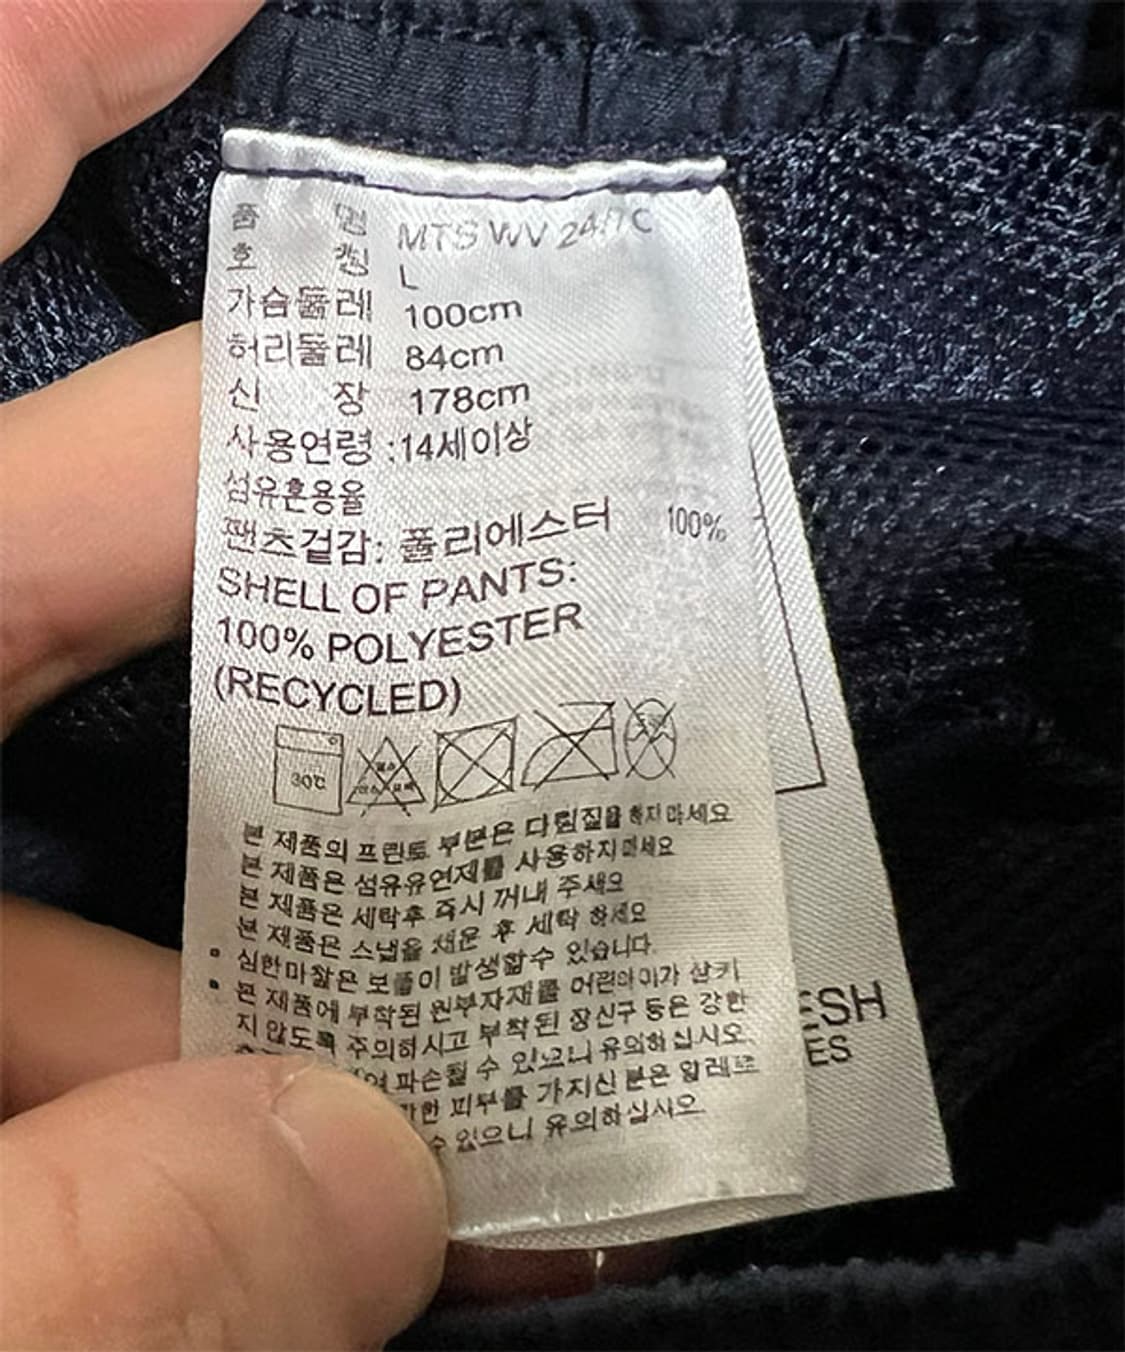 품 명 MTS WV 24/7 C
호 칭 L
가슴둘레 100cm
허리둘레 84cm
신 장 178cm
사용연령 :14세이상
섬유혼용율
팬츠겉감: 폴리에스터 100%
SHELL OF PANTS:
100% POLYESTER
(RECYCLED)
30℃
본 제품의 프린트 부분은 다림질을 하지마세요
본 제품은 섬유유연제를 사용하지마세요
본 제품은 세탁후 즉시 꺼내 주세요
본 제품은 스냅을 채운 후 세탁 하세요
심한마찰은 보풀이 발생할수 있습니다.
본 제품에 부착된 원부자재를 어린아이가 삼키
지 않도록 주의하시고 부착된 장신구 등은 강한
파손될 수 있으니 유의하십시오.
한 피부를 가지신 분은 알레르
수 있으니 유의하십시오.
ESH
ES